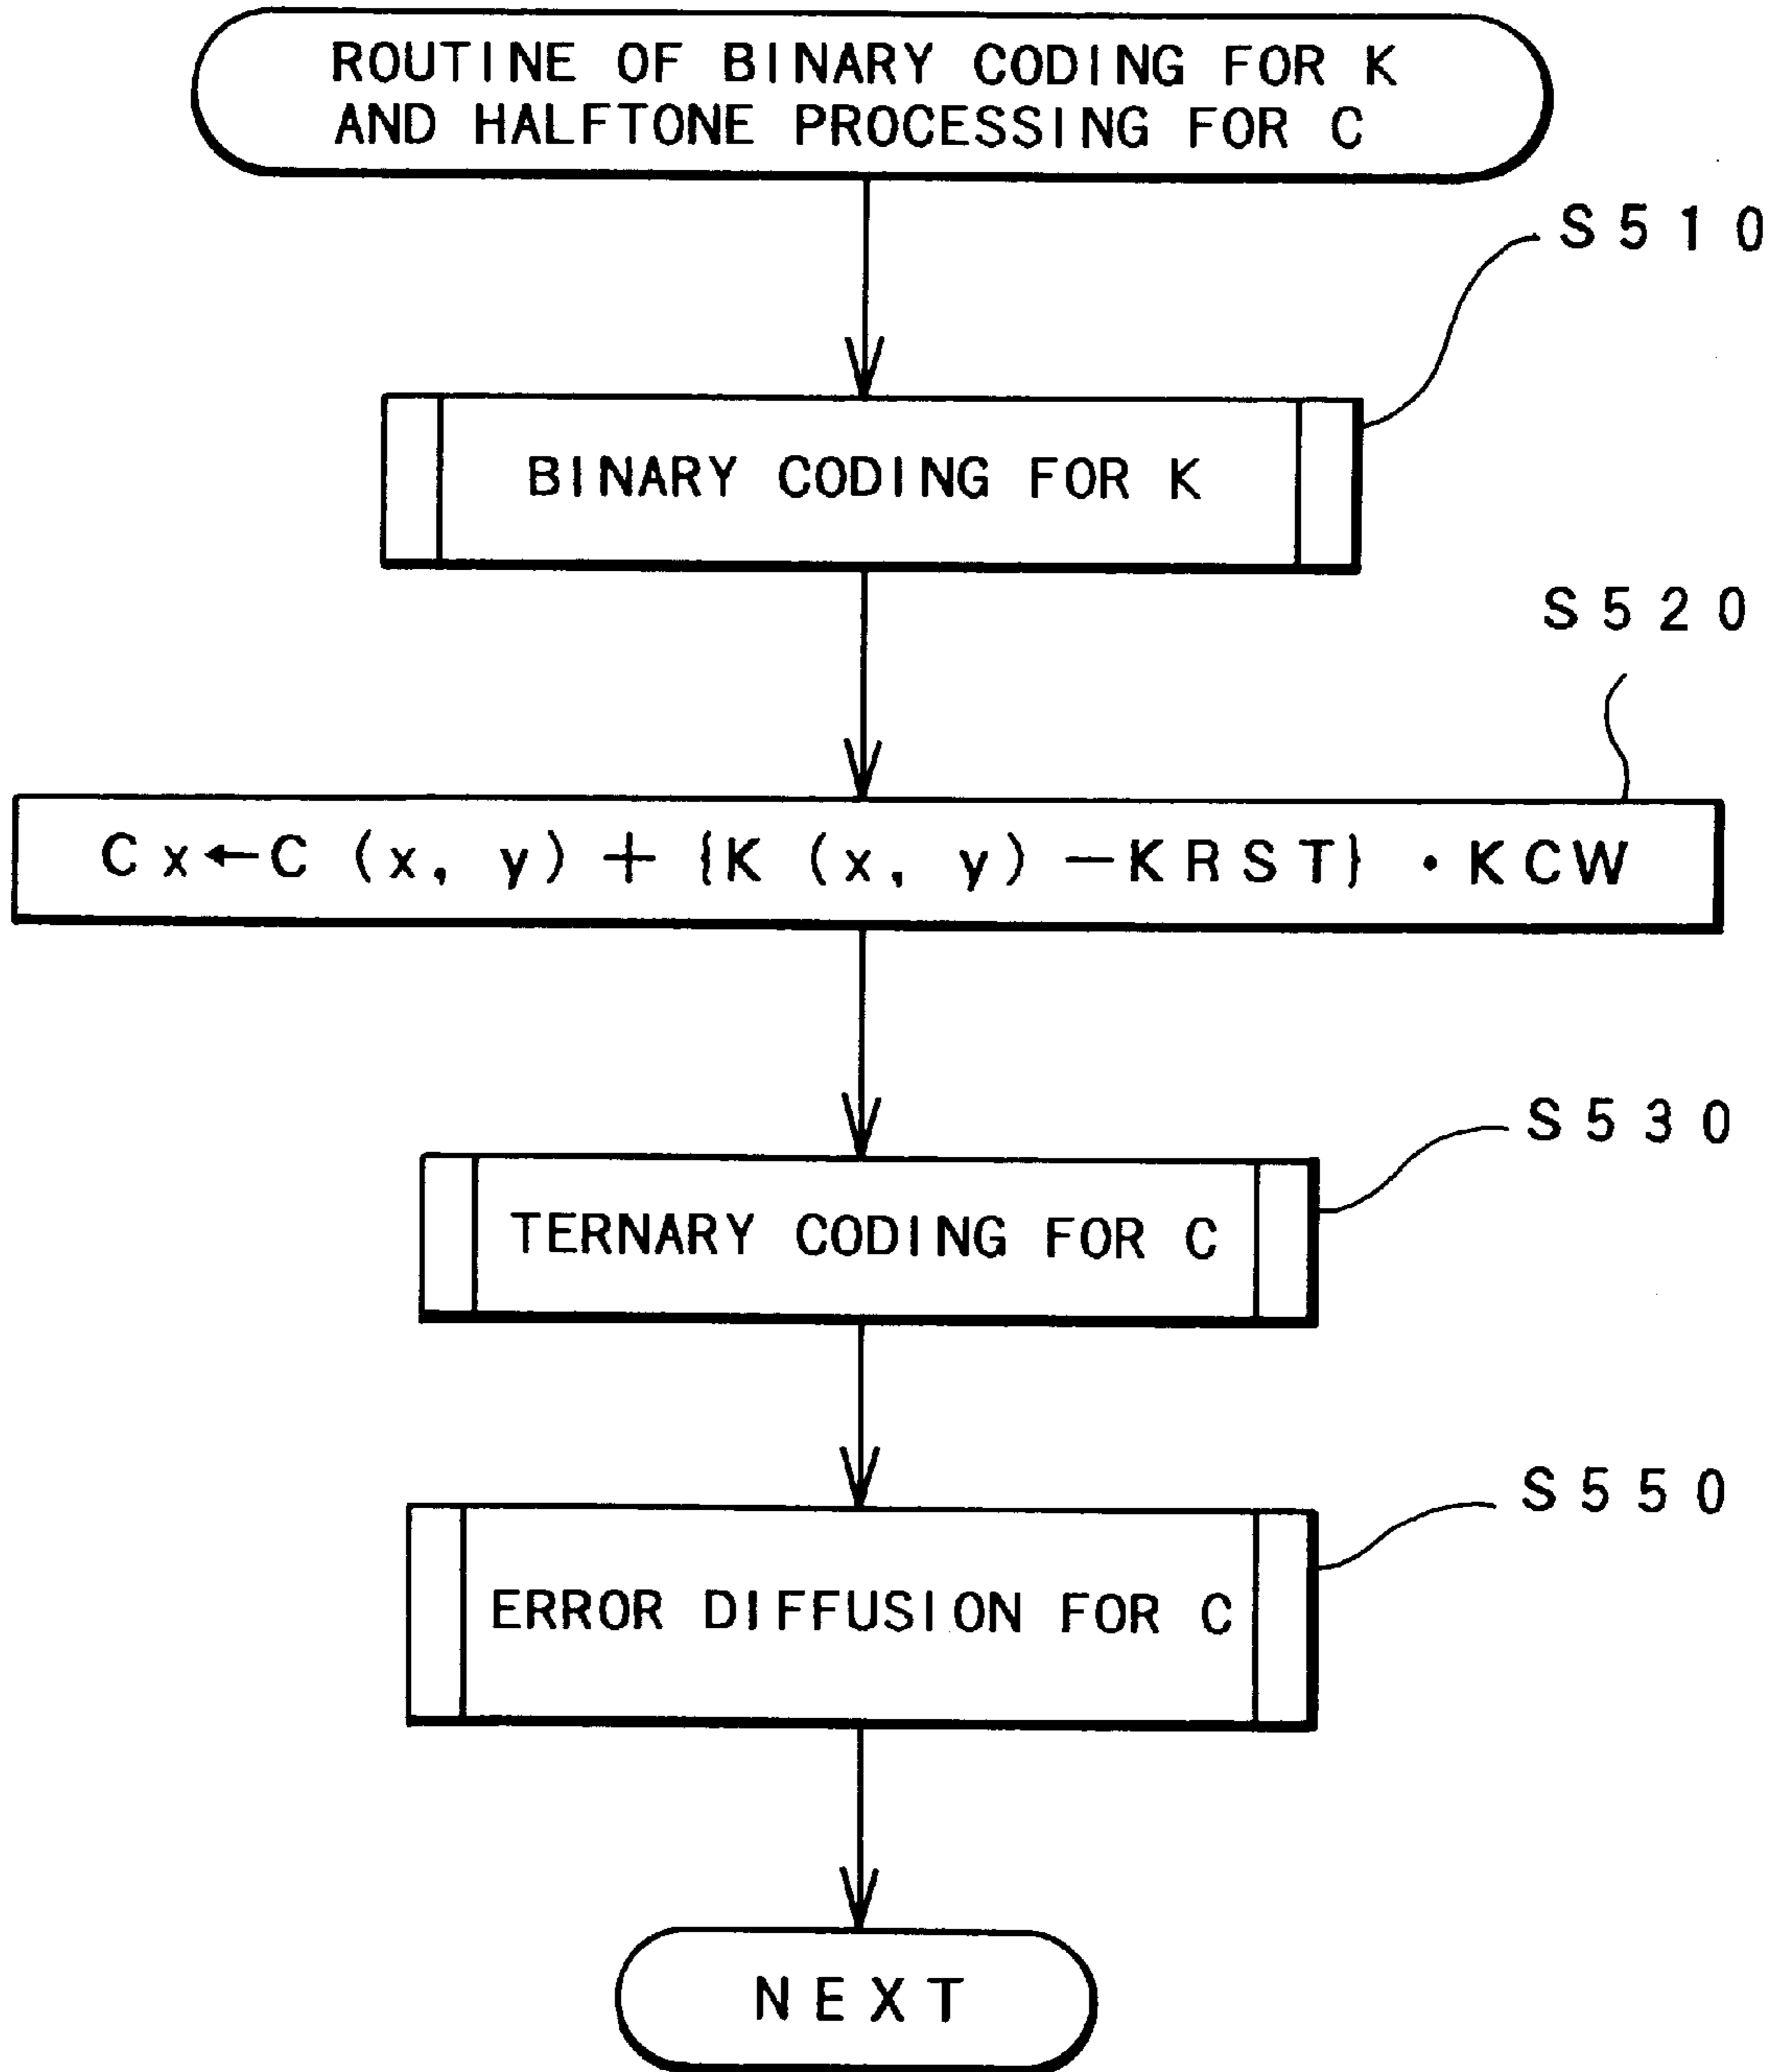 ROUTINE OF BINARY CODING FOR K
AND HALFTONE PROCESSING FOR C
S510
BINARY CODING FOR K
S520
Cx←C (x, y) + {K (x, y) −KRST} · KCW
S530
TERNARY CODING FOR C
S550
ERROR DIFFUSION FOR C
NEXT